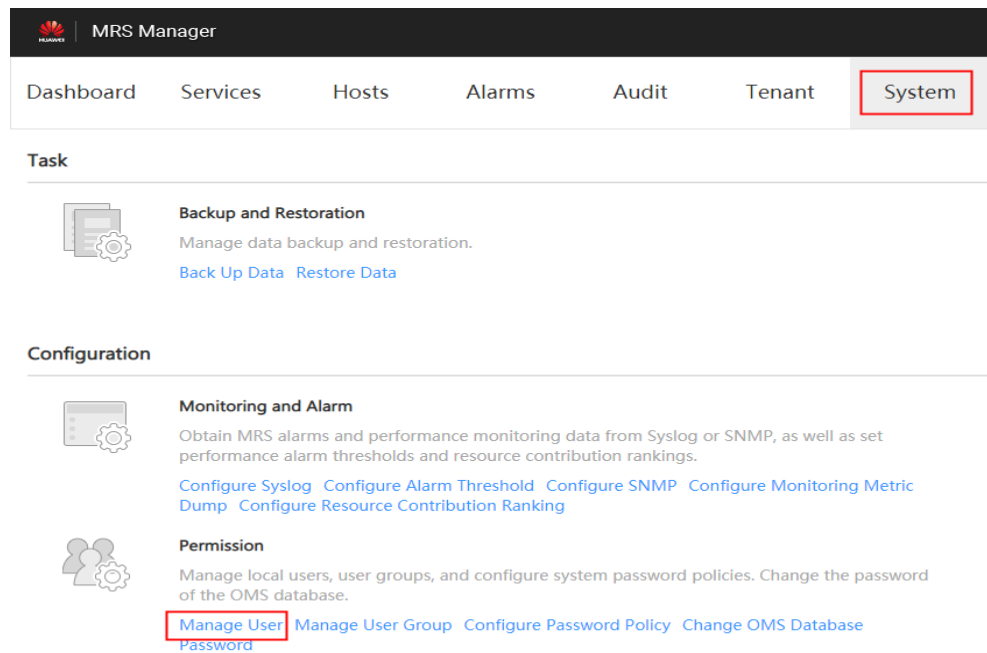 HUAWEI MRS Manager
Dashboard Services Hosts Alarms Audit Tenant System
Task
Backup and Restoration
Manage data backup and restoration.
Back Up Data Restore Data
Configuration
Monitoring and Alarm
Obtain MRS alarms and performance monitoring data from Syslog or SNMP, as well as set
performance alarm thresholds and resource contribution rankings.
Configure Syslog Configure Alarm Threshold Configure SNMP Configure Monitoring Metric
Dump Configure Resource Contribution Ranking
Permission
Manage local users, user groups, and configure system password policies. Change the password
of the OMS database.
Manage User Manage User Group Configure Password Policy Change OMS Database
Password